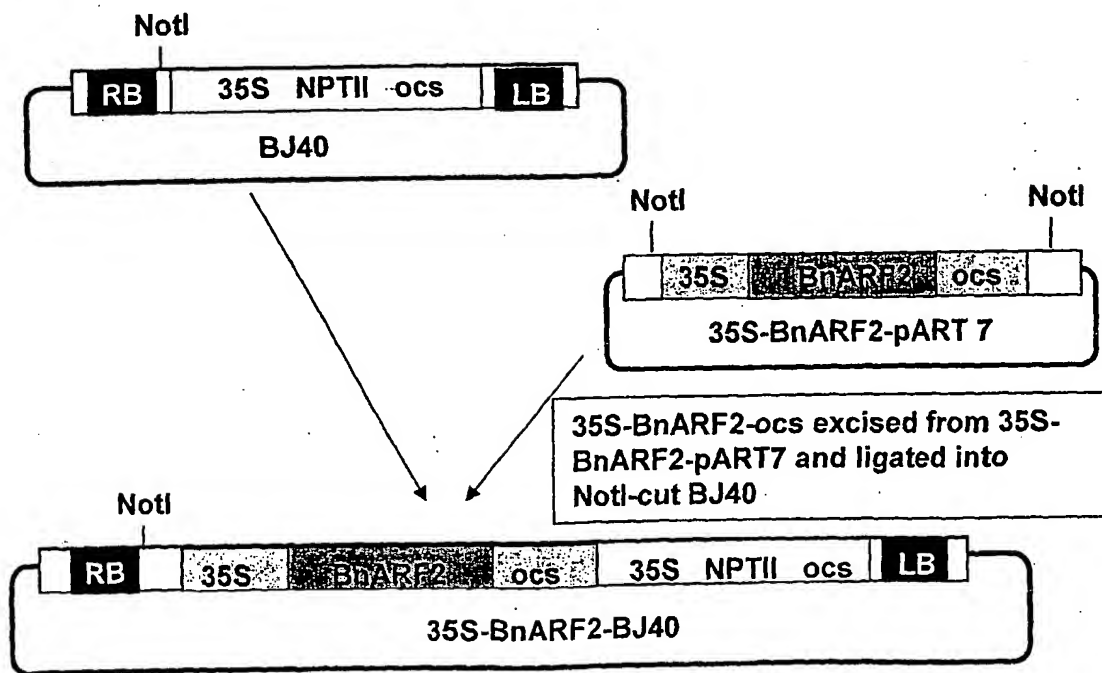 NotI
RB 35S NPTII ocs LB
BJ40
NotI NotI
35S BnARF2 ocs
35S-BnARF2-pART 7
35S-BnARF2-ocs excised from 35S-
BnARF2-pART7 and ligated into
NotI-cut BJ40
NotI
RB 35S BnARF2 ocs 35S NPTII ocs LB
35S-BnARF2-BJ40